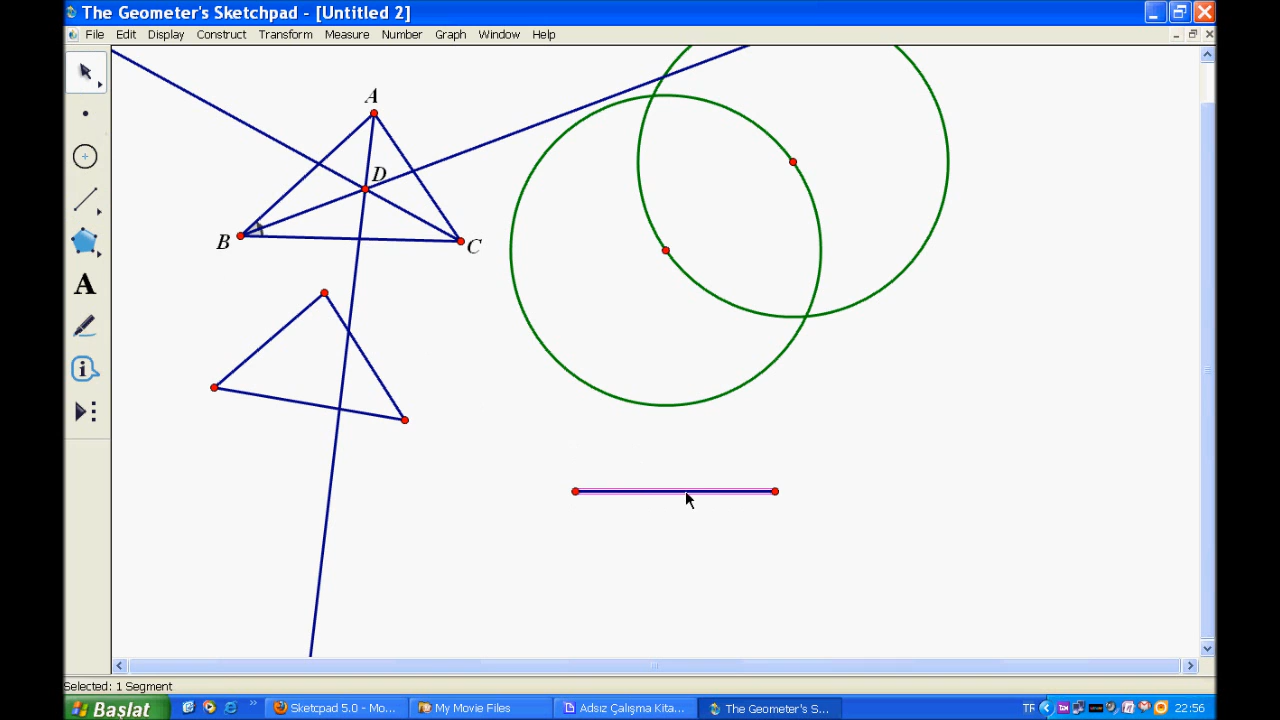 The Geometer's Sketchpad - [Untitled 2]
File Edit Display Construct Transform Measure Number Graph Window Help
A
D
B
C
A
Selected: 1 Segment
Başlat
Sketcpad 5.0 - Mo...
My Movie Files
Adsız Çalışma Kita...
The Geometer's S...
TR
22:56